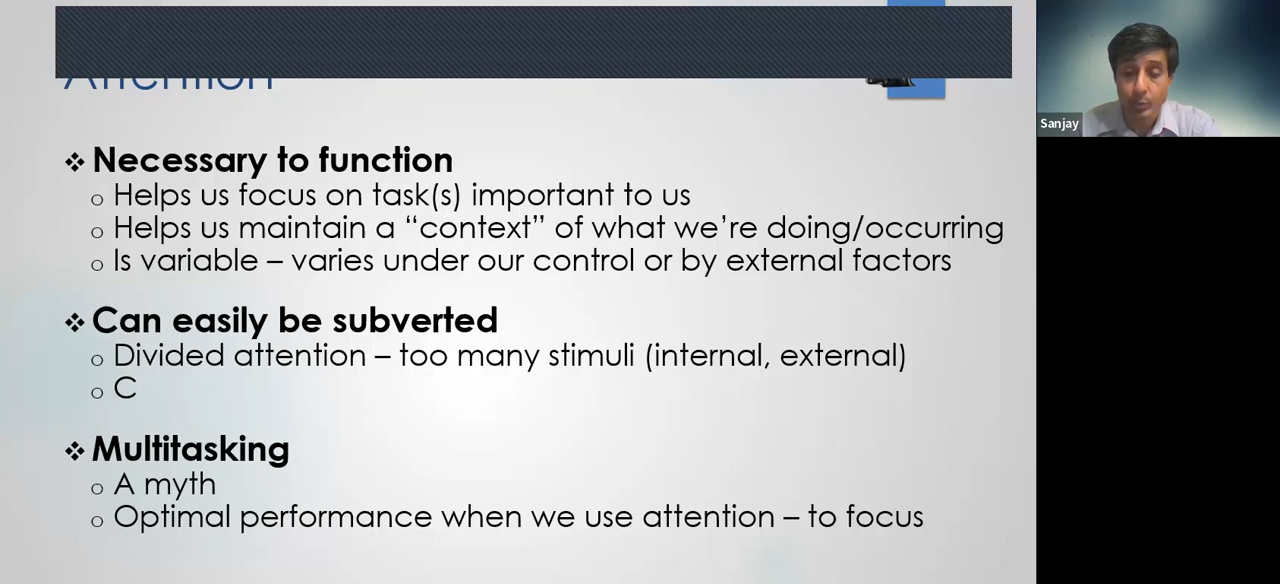 Attention
❖ Necessary to function
o Helps us focus on task(s) important to us
o Helps us maintain a “context” of what we’re doing/occurring
o Is variable – varies under our control or by external factors
❖ Can easily be subverted
o Divided attention – too many stimuli (internal, external)
o C
❖ Multitasking
o A myth
o Optimal performance when we use attention – to focus
Sanjay